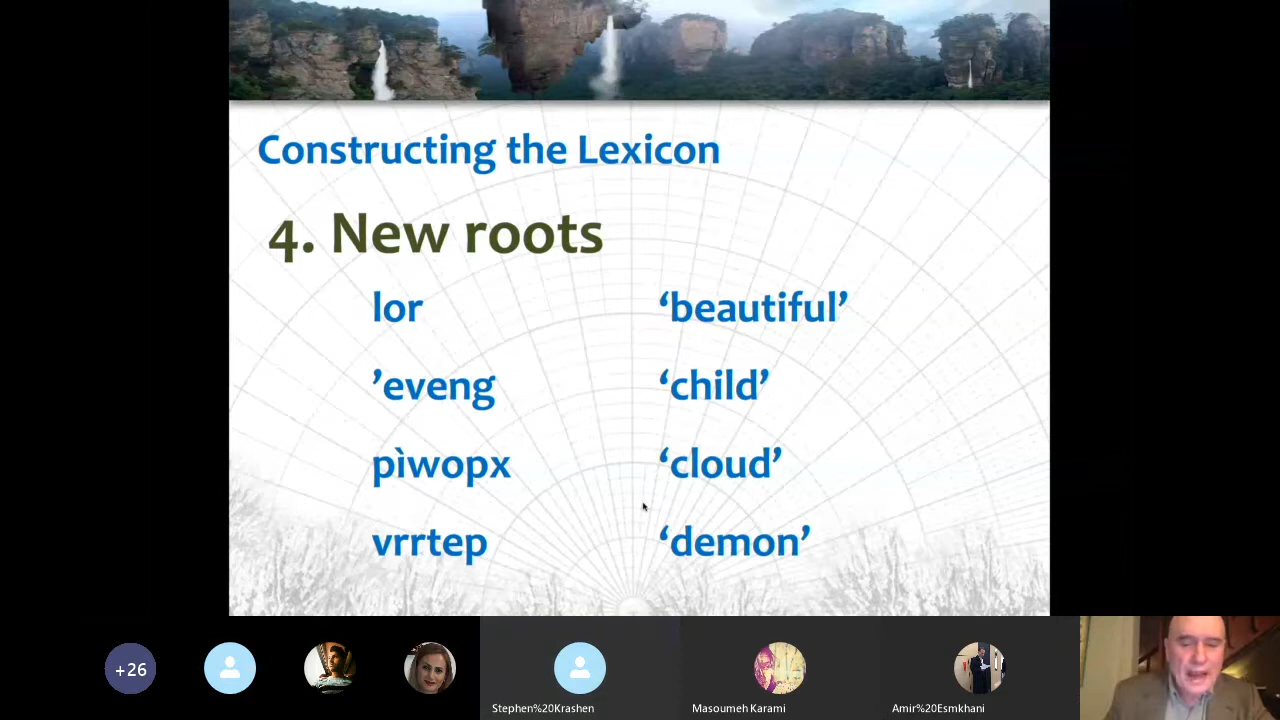 Constructing the Lexicon
4. New roots
lor ‘beautiful’
’eveng ‘child’
pìwopx ‘cloud’
vrrtep ‘demon’
+26
Stephen%20Krashen
Masoumeh Karami
Amir%20Esmkhani